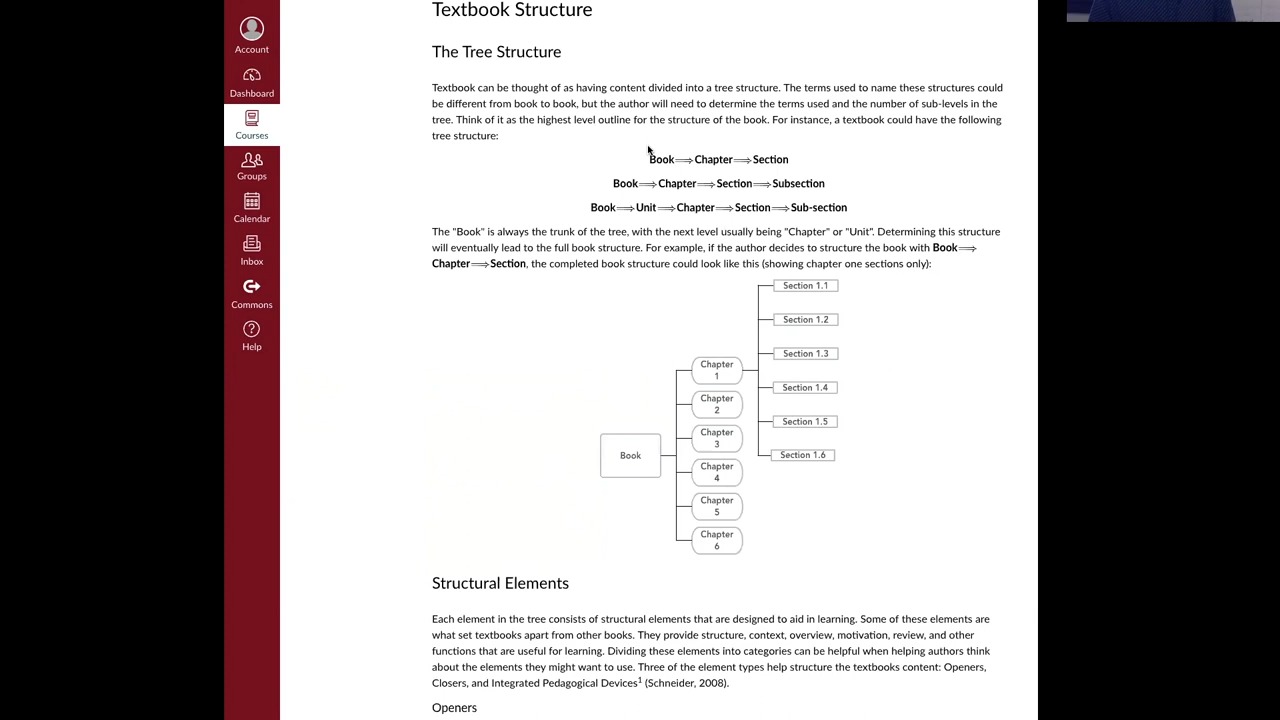 Textbook Structure
Account
Dashboard
Courses
Groups
Calendar
Inbox
Commons
Help
The Tree Structure
Textbook can be thought of as having content divided into a tree structure. The terms used to name these structures could
be different from book to book, but the author will need to determine the terms used and the number of sub-levels in the
tree. Think of it as the highest level outline for the structure of the book. For instance, a textbook could have the following
tree structure:
Book⟹Chapter⟹Section
Book⟹Chapter⟹Section⟹Subsection
Book⟹Unit⟹Chapter⟹Section⟹Sub-section
The "Book" is always the trunk of the tree, with the next level usually being "Chapter" or "Unit". Determining this structure
will eventually lead to the full book structure. For example, if the author decides to structure the book with Book⟹
Chapter⟹Section, the completed book structure could look like this (showing chapter one sections only):
Book
Chapter
1
Chapter
2
Chapter
3
Chapter
4
Chapter
5
Chapter
6
Section 1.1
Section 1.2
Section 1.3
Section 1.4
Section 1.5
Section 1.6
Structural Elements
Each element in the tree consists of structural elements that are designed to aid in learning. Some of these elements are
what set textbooks apart from other books. They provide structure, context, overview, motivation, review, and other
functions that are useful for learning. Dividing these elements into categories can be helpful when helping authors think
about the elements they might want to use. Three of the element types help structure the textbooks content: Openers,
Closers, and Integrated Pedagogical Devices¹ (Schneider, 2008).
Openers